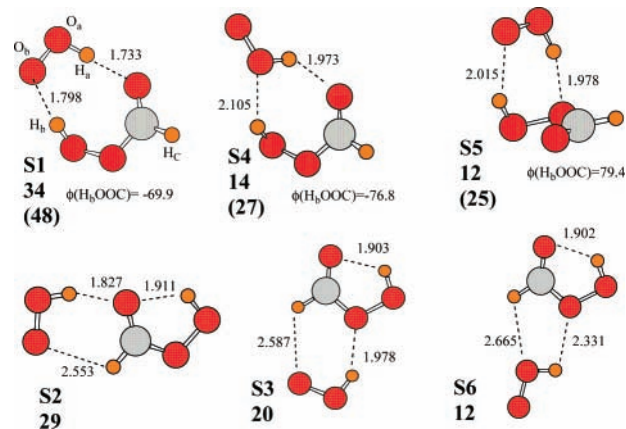 Oa
Ob
Ha
1.733
1.798
Hb
HC
S1
34
(48)
ϕ(HbOOC)= -69.9
1.973
2.105
S4
14
(27)
ϕ(HbOOC)=-76.8
2.015
1.978
S5
12
(25)
ϕ(HbOOC)=79.4
1.827
1.911
2.553
S2
29
1.903
2.587
1.978
S3
20
1.902
2.665
2.331
S6
12